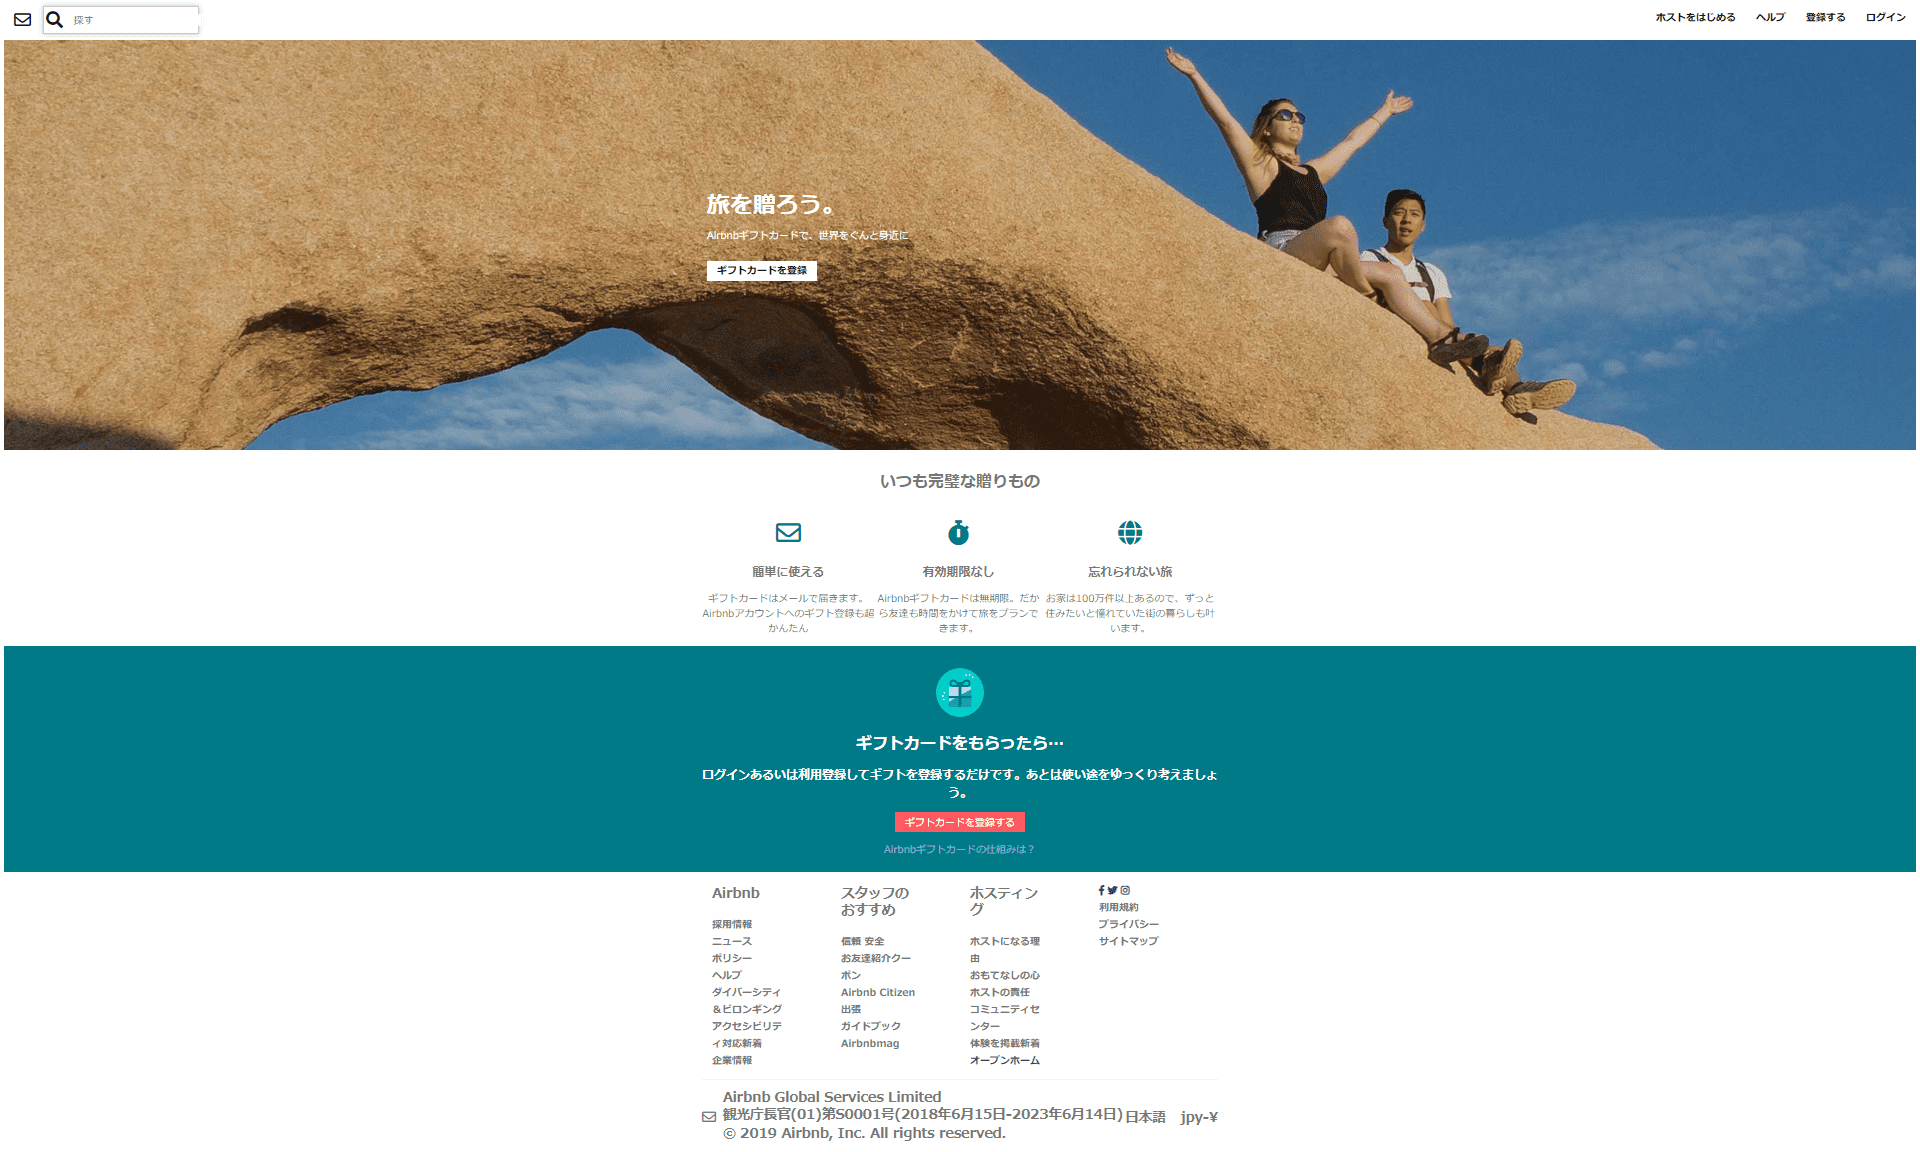 探す
ホストをはじめる ヘルプ 登録する ログイン
旅を贈ろう。
Airbnbギフトカードで、世界をぐんと身近に
ギフトカードを登録
いつも完璧な贈りもの
簡単に使える
ギフトカードはメールで届きます。
Airbnbアカウントへのギフト登録も超
かんたん
有効期限なし
Airbnbギフトカードは無期限。だか
ら友達も時間をかけて旅をプランで
きます。
忘れられない旅
お家は100万件以上あるので、ずっと
住みたいと憧れていた街の暮らしも叶
います。
ギフトカードをもらったら…
ログインあるいは利用登録してギフトを登録するだけです。あとは使い途をゆっくり考えましょ
う。
ギフトカードを登録する
Airbnbギフトカードの仕組みは？
Airbnb
採用情報
ニュース
ポリシー
ヘルプ
ダイバーシティ
＆ビロンギング
アクセシビリテ
ィ対応新着
企業情報
スタッフの
おすすめ
信頼 安全
お友達紹介クー
ポン
Airbnb Citizen
出張
ガイドブック
Airbnbmag
ホスティン
グ
ホストになる理
由
おもてなしの心
ホストの責任
コミュニティセ
ンター
体験を掲載新着
オープンホーム
利用規約
プライバシー
サイトマップ
Airbnb Global Services Limited
観光庁長官(01)第S0001号(2018年6月15日-2023年6月14日)
© 2019 Airbnb, Inc. All rights reserved.
日本語 jpy-¥